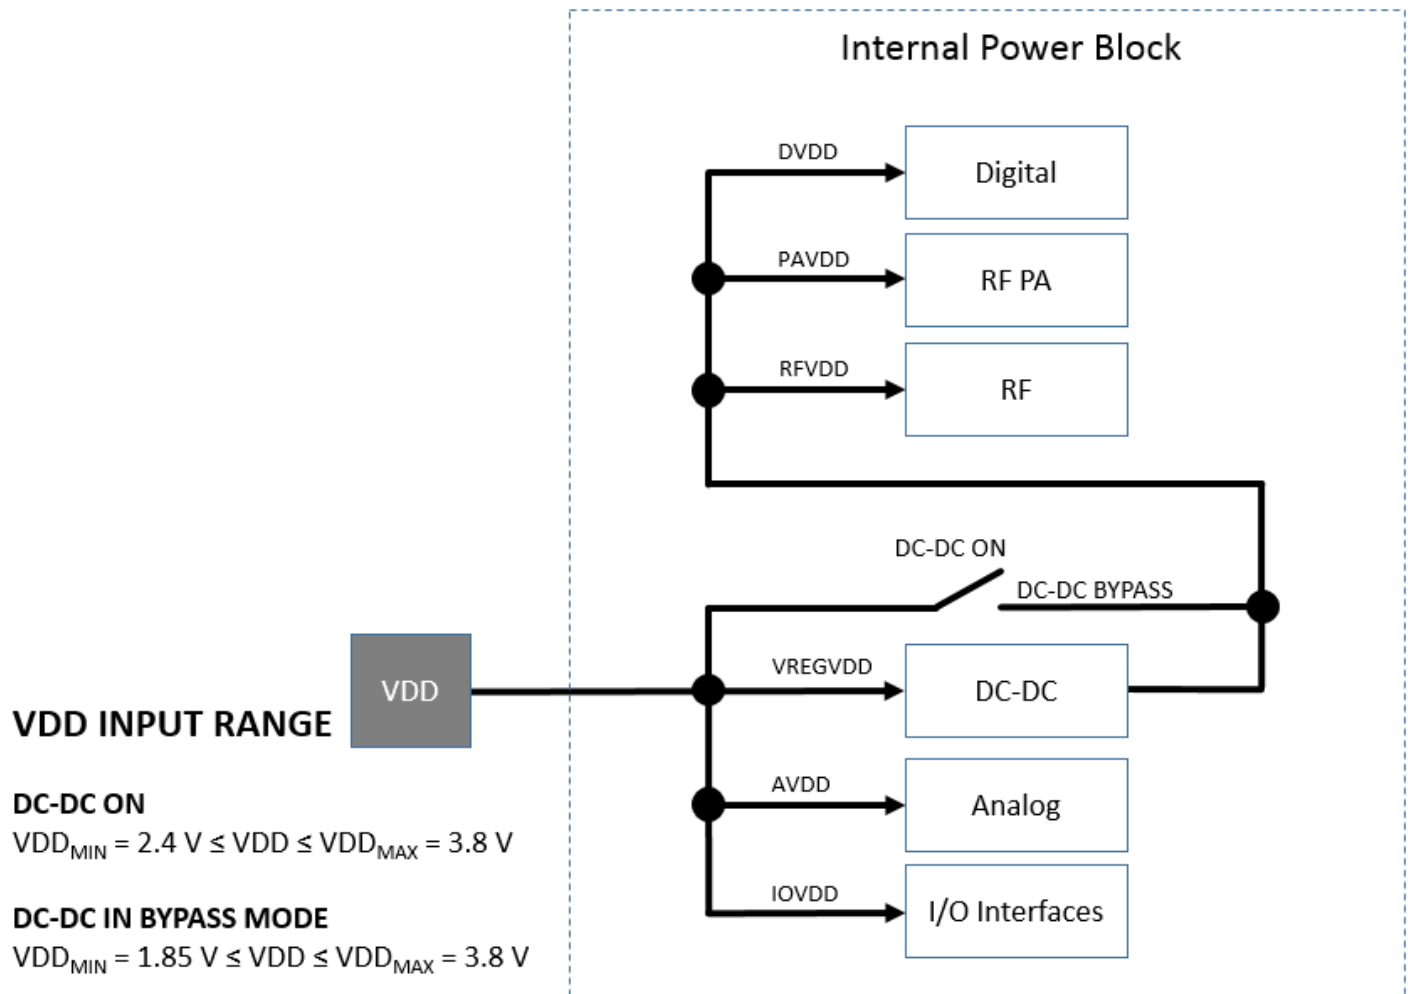 Internal Power Block
DVDD
Digital
PAVDD
RF PA
RFVDD
RF
DC-DC ON
DC-DC BYPASS
VREGVDD
DC-DC
VDD
VDD INPUT RANGE
AVDD
Analog
DC-DC ON
VDDMIN = 2.4 V ≤ VDD ≤ VDDMAX = 3.8 V
IOVDD
I/O Interfaces
DC-DC IN BYPASS MODE
VDDMIN = 1.85 V ≤ VDD ≤ VDDMAX = 3.8 V